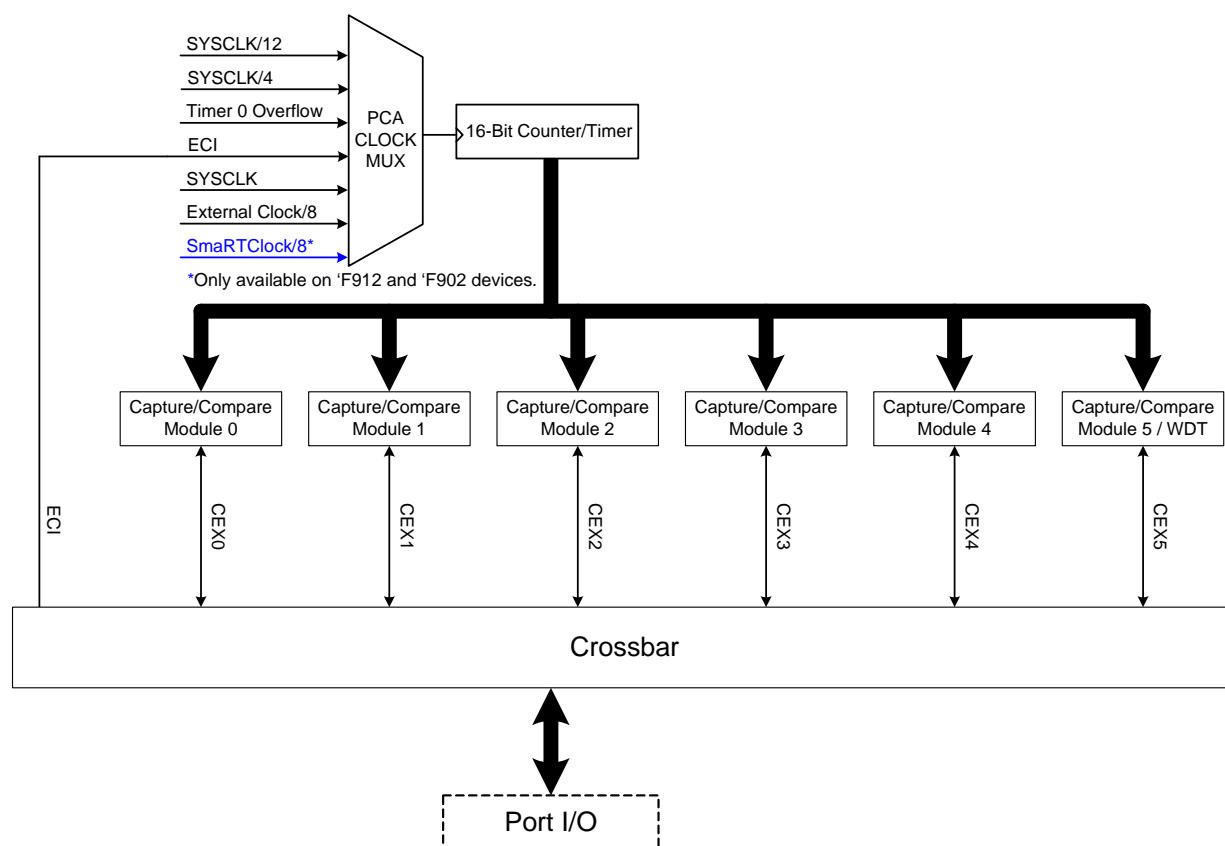 SYSCLK/12
SYSCLK/4
Timer 0 Overflow
ECI
SYSCLK
External Clock/8
SmaRTClock/8*
*Only available on ‘F912 and ‘F902 devices.
PCA
CLOCK
MUX
16-Bit Counter/Timer
Capture/Compare
Module 0
Capture/Compare
Module 1
Capture/Compare
Module 2
Capture/Compare
Module 3
Capture/Compare
Module 4
Capture/Compare
Module 5 / WDT
ECI
CEX0
CEX1
CEX2
CEX3
CEX4
CEX5
Crossbar
Port I/O